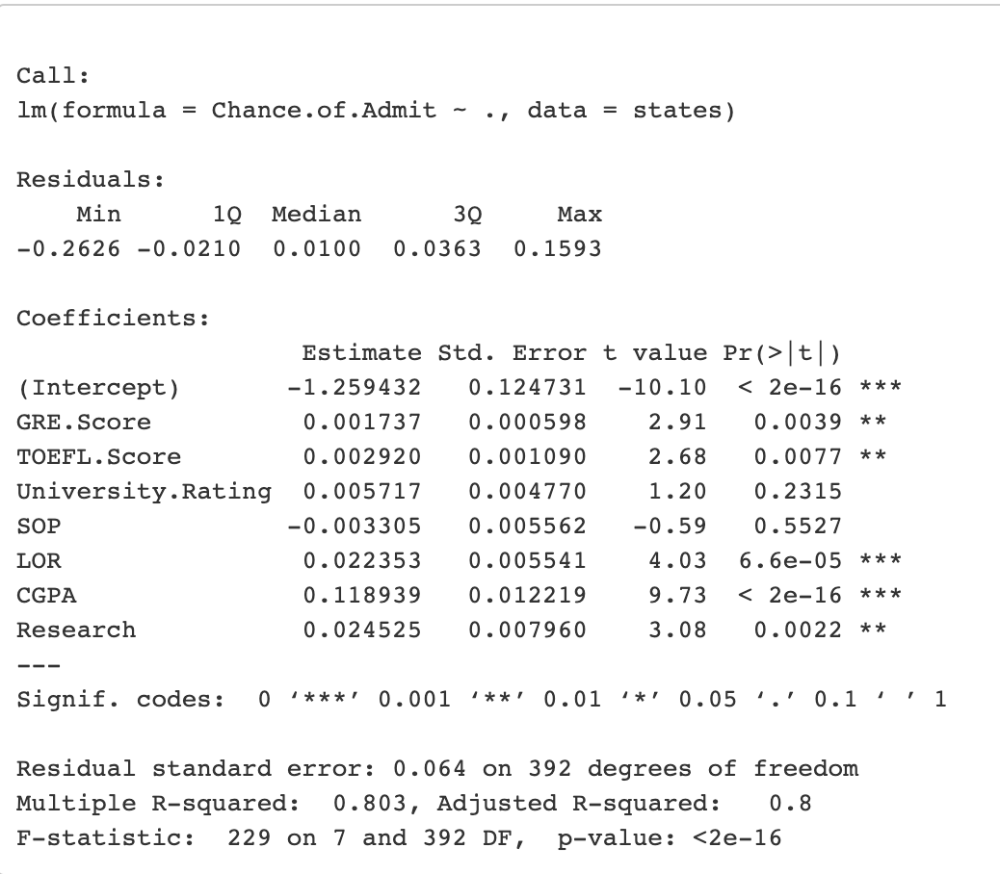 Call:
lm(formula = Chance.of.Admit ~ ., data = states)
Residuals:
    Min      1Q  Median      3Q     Max
-0.2626 -0.0210  0.0100  0.0363  0.1593
Coefficients:
                   Estimate Std. Error t value Pr(>|t|)
(Intercept)       -1.259432   0.124731  -10.10  < 2e-16 ***
GRE.Score          0.001737   0.000598    2.91   0.0039 **
TOEFL.Score        0.002920   0.001090    2.68   0.0077 **
University.Rating  0.005717   0.004770    1.20   0.2315
SOP               -0.003305   0.005562   -0.59   0.5527
LOR                0.022353   0.005541    4.03  6.6e-05 ***
CGPA               0.118939   0.012219    9.73  < 2e-16 ***
Research           0.024525   0.007960    3.08   0.0022 **
---
Signif. codes:  0 ‘***’ 0.001 ‘**’ 0.01 ‘*’ 0.05 ‘.’ 0.1 ‘ ’ 1
Residual standard error: 0.064 on 392 degrees of freedom
Multiple R-squared:  0.803, Adjusted R-squared:   0.8
F-statistic:  229 on 7 and 392 DF,  p-value: <2e-16